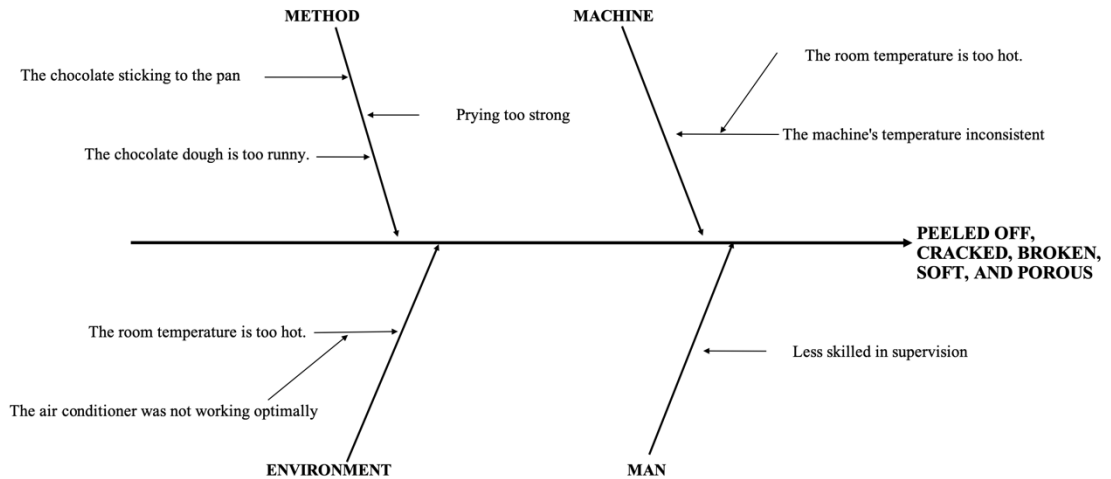 METHOD
MACHINE
The chocolate sticking to the pan
The room temperature is too hot.
Prying too strong
The machine's temperature inconsistent
The chocolate dough is too runny.
PEELED OFF,
CRACKED, BROKEN,
SOFT, AND POROUS
The room temperature is too hot.
Less skilled in supervision
The air conditioner was not working optimally
ENVIRONMENT
MAN